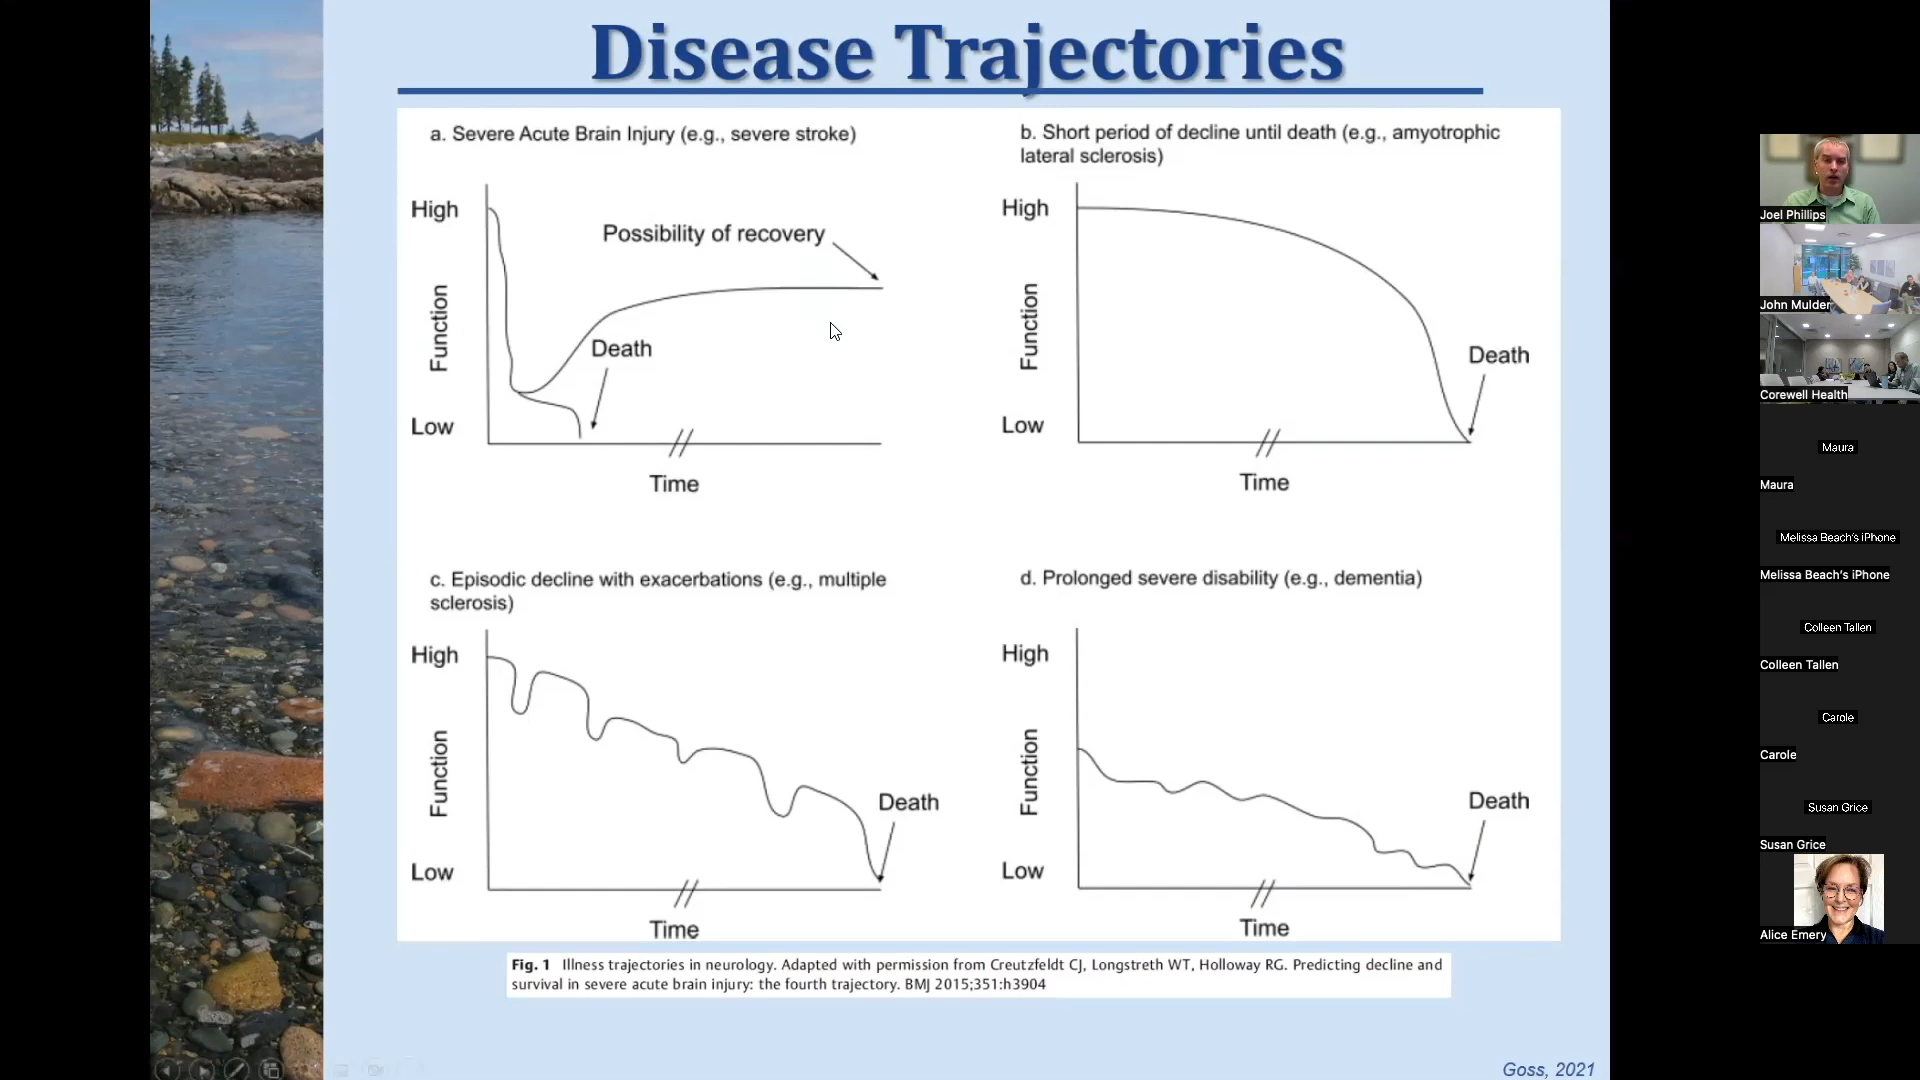 Disease Trajectories
a. Severe Acute Brain Injury (e.g., severe stroke)
High
Possibility of recovery
Function
Death
Low
Time
b. Short period of decline until death (e.g., amyotrophic
lateral sclerosis)
High
Function
Death
Low
Time
c. Episodic decline with exacerbations (e.g., multiple
sclerosis)
High
Function
Death
Low
Time
d. Prolonged severe disability (e.g., dementia)
High
Function
Death
Low
Time
Fig. 1 Illness trajectories in neurology. Adapted with permission from Creutzfeldt CJ, Longstreth WT, Holloway RG. Predicting decline and
survival in severe acute brain injury: the fourth trajectory. BMJ 2015;351:h3904
Goss, 2021
Joel Phillips
John Mulder
Corewell Health
Maura
Maura
Melissa Beach's iPhone
Melissa Beach's iPhone
Colleen Tallen
Colleen Tallen
Carole
Carole
Susan Grice
Susan Grice
Alice Emery